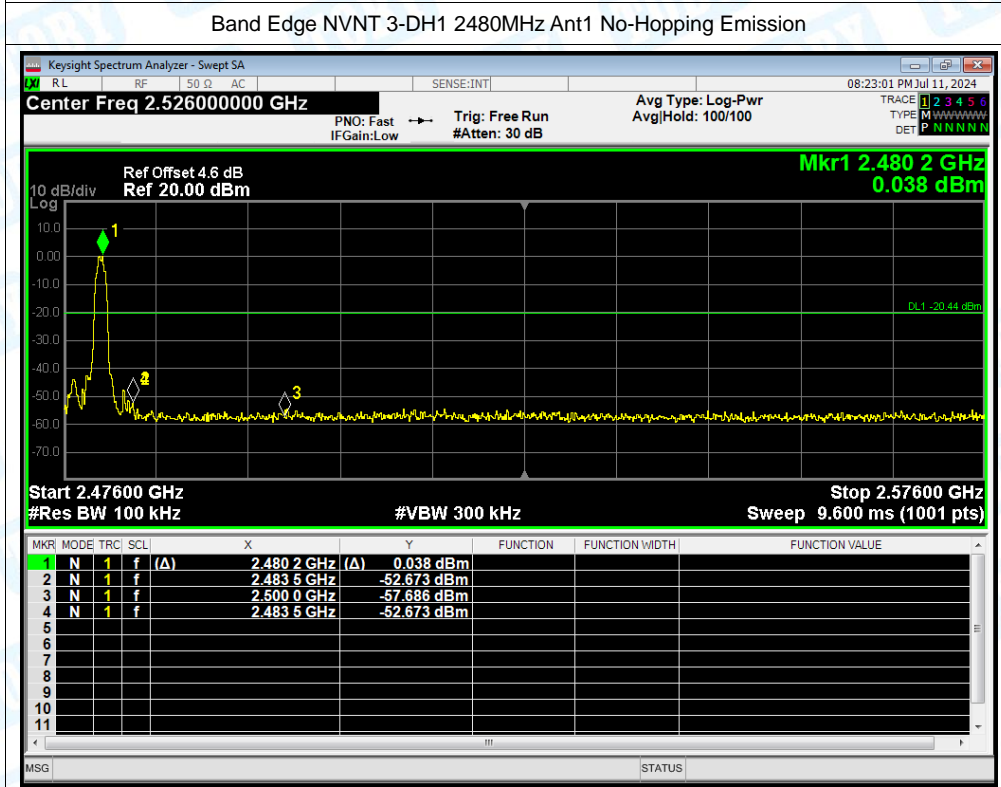 Band Edge NVNT 3-DH1 2480MHz Ant1 No-Hopping Emission
Keysight Spectrum Analyzer - Swept SA
LXI RL RF 50 Ω AC SENSE:INT 08:23:01 PM Jul 11, 2024
Center Freq 2.526000000 GHz Avg Type: Log-Pwr TRACE 1 2 3 4 5 6
PNO: Fast Trig: Free Run Avg|Hold: 100/100 TYPE M W W W W W
IFGain:Low #Atten: 30 dB DET P N N N N N
Mkr1 2.480 2 GHz
Ref Offset 4.6 dB
10 dB/div Ref 20.00 dBm 0.038 dBm
Log
10.0
1
0.00
-10.0
-20.0
DL1 -20.44 dBm
-30.0
-40.0
2
-50.0
3
-60.0
-70.0
Start 2.47600 GHz Stop 2.57600 GHz
#Res BW 100 kHz #VBW 300 kHz Sweep 9.600 ms (1001 pts)
MKR MODE TRC SCL X Y FUNCTION FUNCTION WIDTH FUNCTION VALUE
1 N 1 f (Δ) 2.480 2 GHz (Δ) 0.038 dBm
2 N 1 f 2.483 5 GHz -52.673 dBm
3 N 1 f 2.500 0 GHz -57.686 dBm
4 N 1 f 2.483 5 GHz -52.673 dBm
5
6
7
8
9
10
11
MSG STATUS